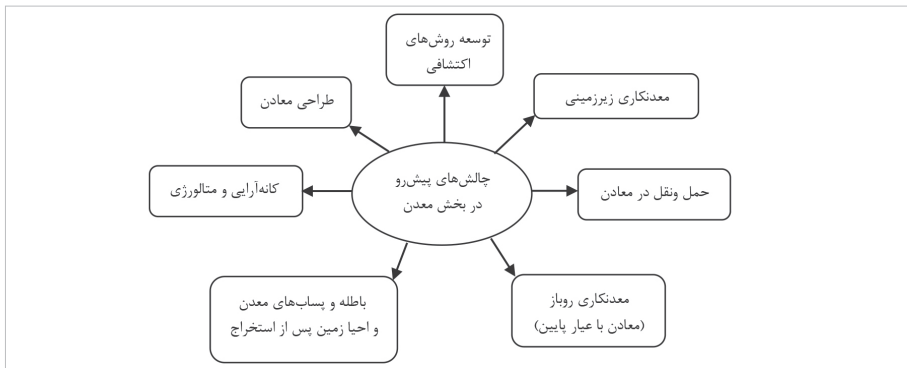 توسعه روش‌های
اکتشافی
معدنکاری زیرزمینی
طراحی معادن
چالش‌های پیش‌رو
در بخش معدن
حمل ونقل در معادن
کانه‌آرایی و متالورژی
معدنکاری روباز
(معادن با عیار پایین)
باطله و پساب‌های معدن
و احیا زمین پس از استخراج